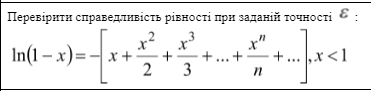 Перевірити справедливість рівності при заданій точності ε :
ln(1 − x) = −[x + x²/2 + x³/3 + ... + xⁿ/n + ...], x < 1